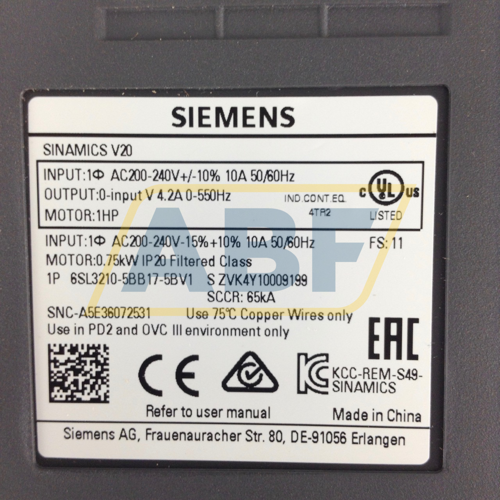 SIEMENS
SINAMICS V20
INPUT:1Φ AC200-240V+/-10% 10A 50/60Hz
OUTPUT:0-input V 4.2A 0-550Hz
MOTOR:1HP
IND.CONT.EQ.
4TR2
C UL US
LISTED
INPUT:1Φ AC200-240V-15%+10% 10A 50/60Hz FS: 11
MOTOR:0.75kW IP20 Filtered Class
1P 6SL3210-5BB17-5BV1 S ZVK4Y10009199
SCCR: 65kA
SNC-A5E36072531 Use 75℃ Copper Wires only
Use in PD2 and OVC III environment only
EAC
CE
KCC-REM-S49-
SINAMICS
Refer to user manual
Made in China
Siemens AG, Frauenauracher Str. 80, DE-91056 Erlangen
ABF